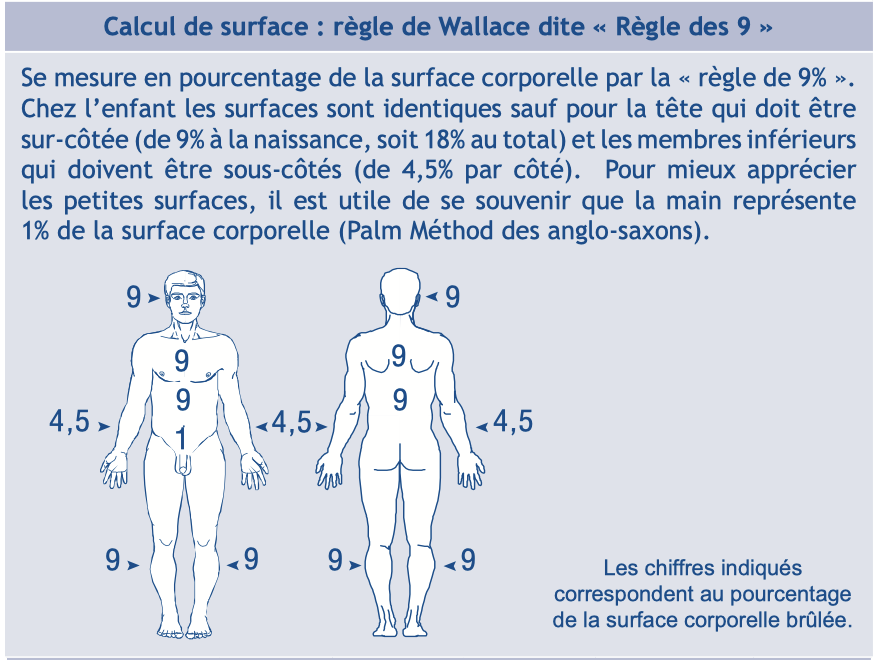 Calcul de surface : règle de Wallace dite « Règle des 9 »
Se mesure en pourcentage de la surface corporelle par la « règle de 9% ».
Chez l'enfant les surfaces sont identiques sauf pour la tête qui doit être
sur-côtée (de 9% à la naissance, soit 18% au total) et les membres inférieurs
qui doivent être sous-côtés (de 4,5% par côté). Pour mieux apprécier
les petites surfaces, il est utile de se souvenir que la main représente
1% de la surface corporelle (Palm Méthod des anglo-saxons).
9 9
9 9
9 9
4,5 4,5 4,5
1
9 9 9 9
Les chiffres indiqués
correspondent au pourcentage
de la surface corporelle brûlée.